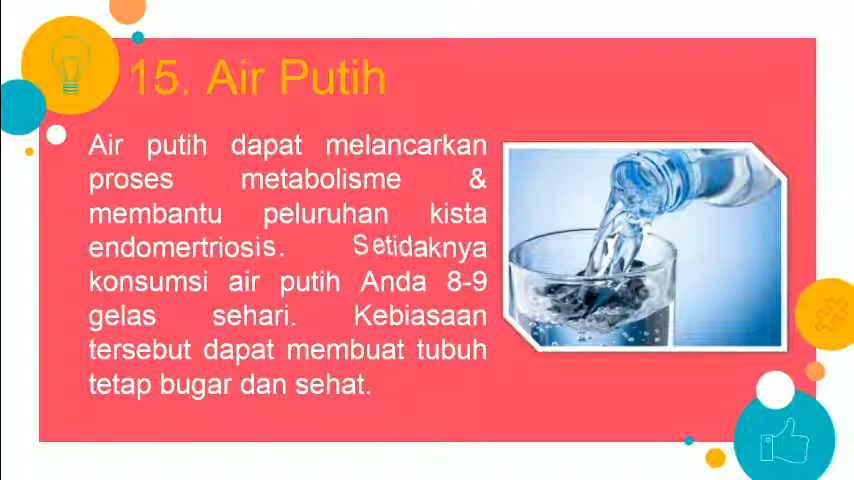 15. Air Putih
Air putih dapat melancarkan
proses metabolisme &
membantu peluruhan kista
endomertriosis. Setidaknya
konsumsi air putih Anda 8-9
gelas sehari. Kebiasaan
tersebut dapat membuat tubuh
tetap bugar dan sehat.